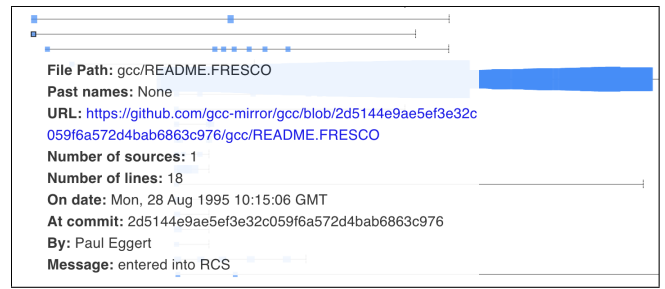 File Path: gcc/README.FRESCO
Past names: None
URL: https://github.com/gcc-mirror/gcc/blob/2d5144e9ae5ef3e32c
059f6a572d4bab6863c976/gcc/README.FRESCO
Number of sources: 1
Number of lines: 18
On date: Mon, 28 Aug 1995 10:15:06 GMT
At commit: 2d5144e9ae5ef3e32c059f6a572d4bab6863c976
By: Paul Eggert
Message: entered into RCS